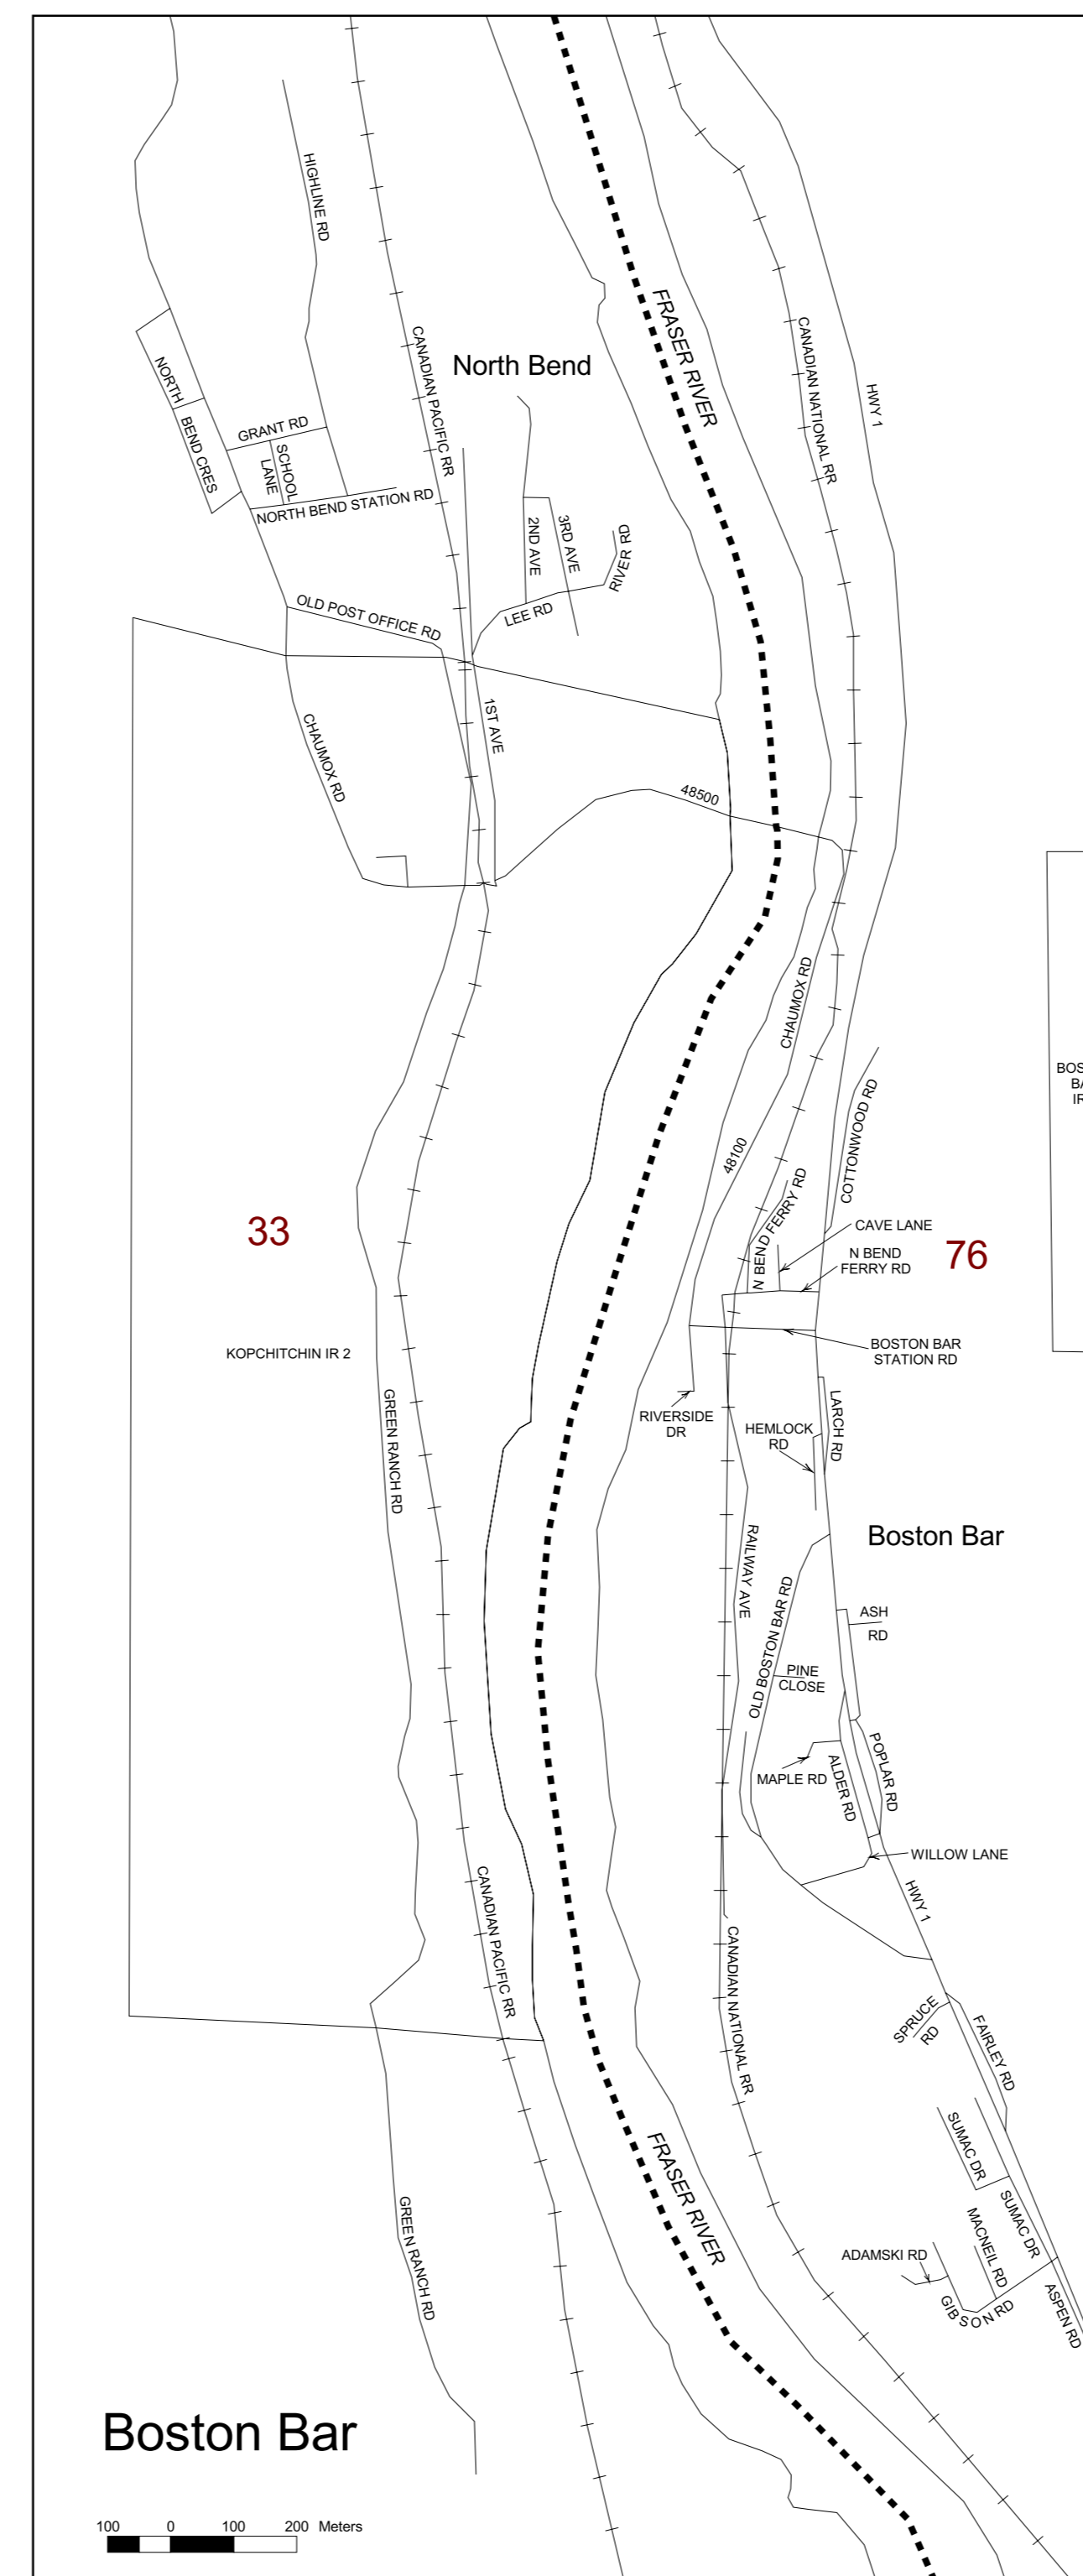 HIGHLINE RD
CANADIAN PACIFIC RR
North Bend
FRASER RIVER
CANADIAN NATIONAL RR
HWY 1
NORTH BEND CRES
GRANT RD
SCHOOL
LANE
NORTH BEND STATION RD
2ND AVE
3RD AVE
RIVER RD
LEE RD
OLD POST OFFICE RD
1ST AVE
CHAUMOX RD
48500
CHAUMOX RD
COTTONWOOD RD
48100
N BEND FERRY RD
CAVE LANE
33
76
N BEND
FERRY RD
BOSTON BAR
STATION RD
KOPCHITCHIN IR 2
GREEN RANCH RD
RIVERSIDE
DR
HEMLOCK
RD
LARCH RD
Boston Bar
RAILWAY AVE
OLD BOSTON BAR RD
ASH
RD
PINE
CLOSE
MAPLE RD
ALDER RD
POPLAR RD
WILLOW LANE
HWY 1
CANADIAN PACIFIC RR
CANADIAN NATIONAL RR
SPRUCE
RD
FAIRLEY RD
FRASER RIVER
SUMAC DR
SUMAC DR
MACNEIL RD
ADAMSKI RD
GIBSON RD
ASPEN RD
GREEN RANCH RD
Boston Bar
100 0 100 200 Meters